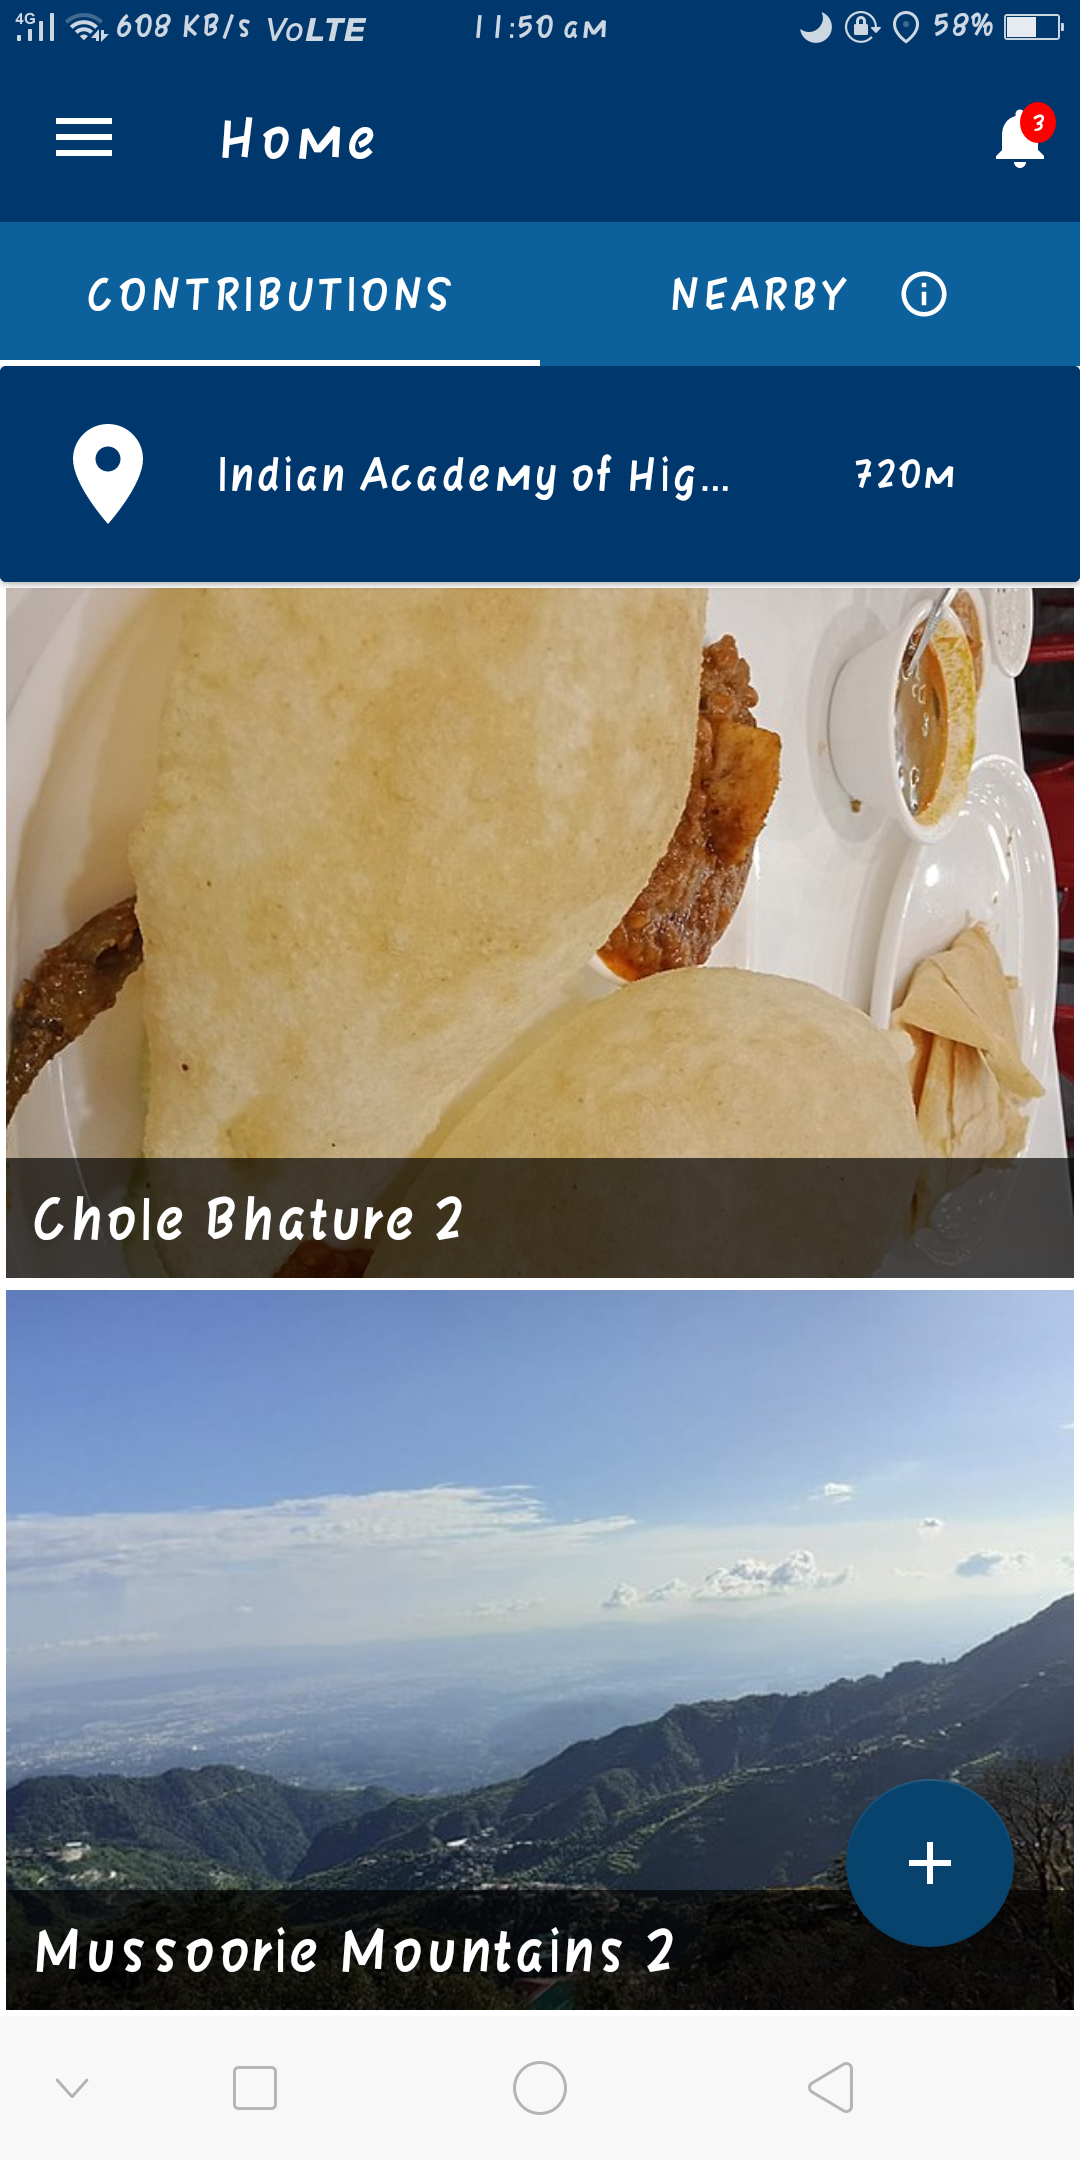 4G 608 KB/s VoLTE 11:50 am 58%
Home 3
CONTRIBUTIONS NEARBY
Indian Academy of Hig... 720m
Chole Bhature 2
Mussoorie Mountains 2